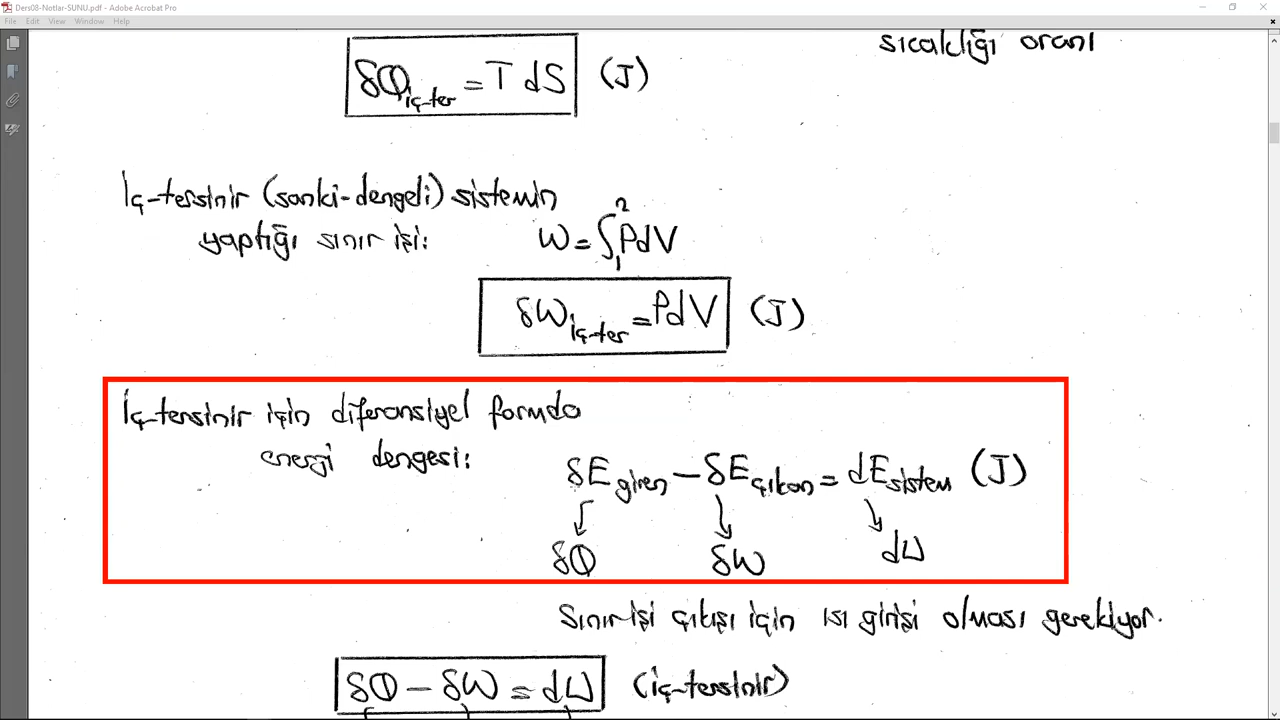 Ders08-Notlar-SUNU.pdf - Adobe Acrobat Pro
File Edit View Window Help
sıcaklığı oranı
δQiç-ter = T dS (J)
İç-tersinir (sanki-dengeli) sistemin
yaptığı sınır işi: W = ∫₁² PdV
δWiç-ter = PdV (J)
İç-tersinir için diferansiyel formda
enerji dengesi: δEgiren - δEçıkan = dEsistem (J)
δQ δW dU
Sınır işi çıkışı için ısı girişi olması gerekiyor.
δQ - δW = dU (iç-tersinir)